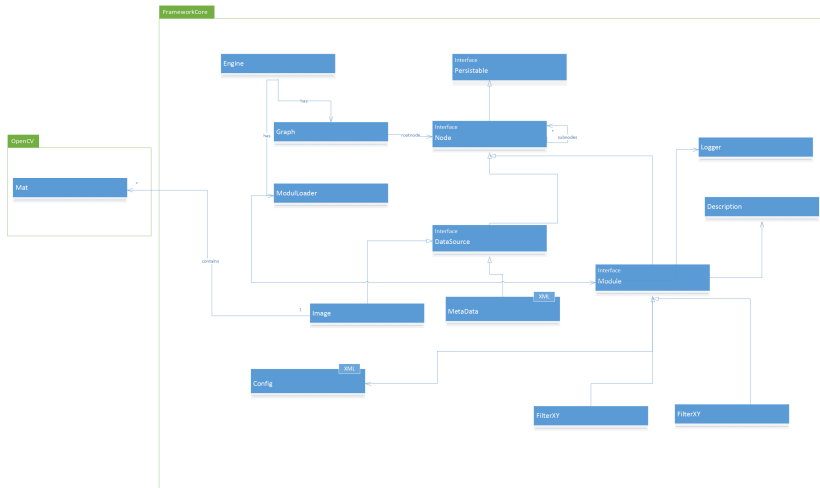 FrameworkCore
Engine
Interface
Persistable
has
Graph
rootnode
Interface
Node
*
subnodes
OpenCV
has
Logger
Mat
*
ModulLoader
Description
Interface
DataSource
contains
Interface
Module
XML
MetaData
1
Image
XML
Config
FilterXY
FilterXY